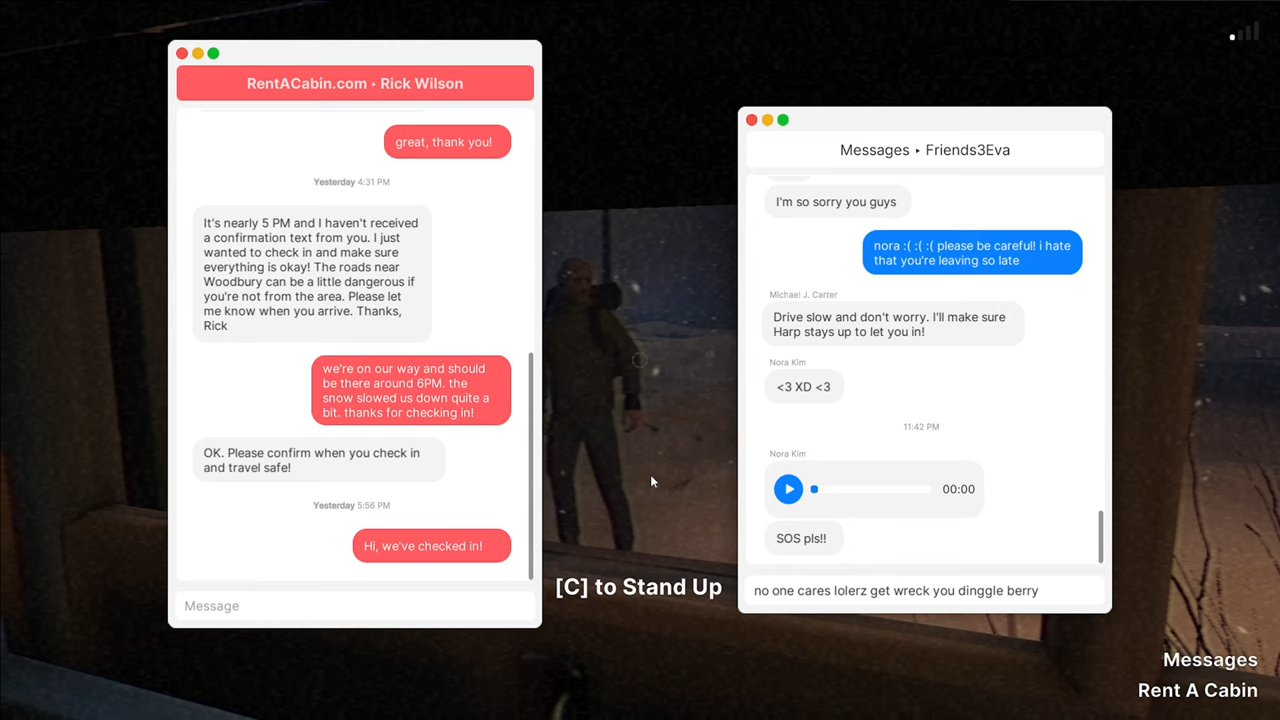 RentACabin.com ‣ Rick Wilson
great, thank you!
Yesterday 4:31 PM
It's nearly 5 PM and I haven't received
a confirmation text from you. I just
wanted to check in and make sure
everything is okay! The roads near
Woodbury can be a little dangerous if
you're not from the area. Please let
me know when you arrive. Thanks,
Rick
we're on our way and should
be there around 6PM. the
snow slowed us down quite a
bit. thanks for checking in!
OK. Please confirm when you check in
and travel safe!
Yesterday 5:56 PM
Hi, we've checked in!
Message
Messages ‣ Friends3Eva
I'm so sorry you guys
nora :( :( :( please be careful! i hate
that you're leaving so late
Michael J. Carter
Drive slow and don't worry. I'll make sure
Harp stays up to let you in!
Nora Kim
<3 XD <3
11:42 PM
Nora Kim
00:00
SOS pls!!
no one cares lolerz get wreck you dinggle berry
[C] to Stand Up
Messages
Rent A Cabin